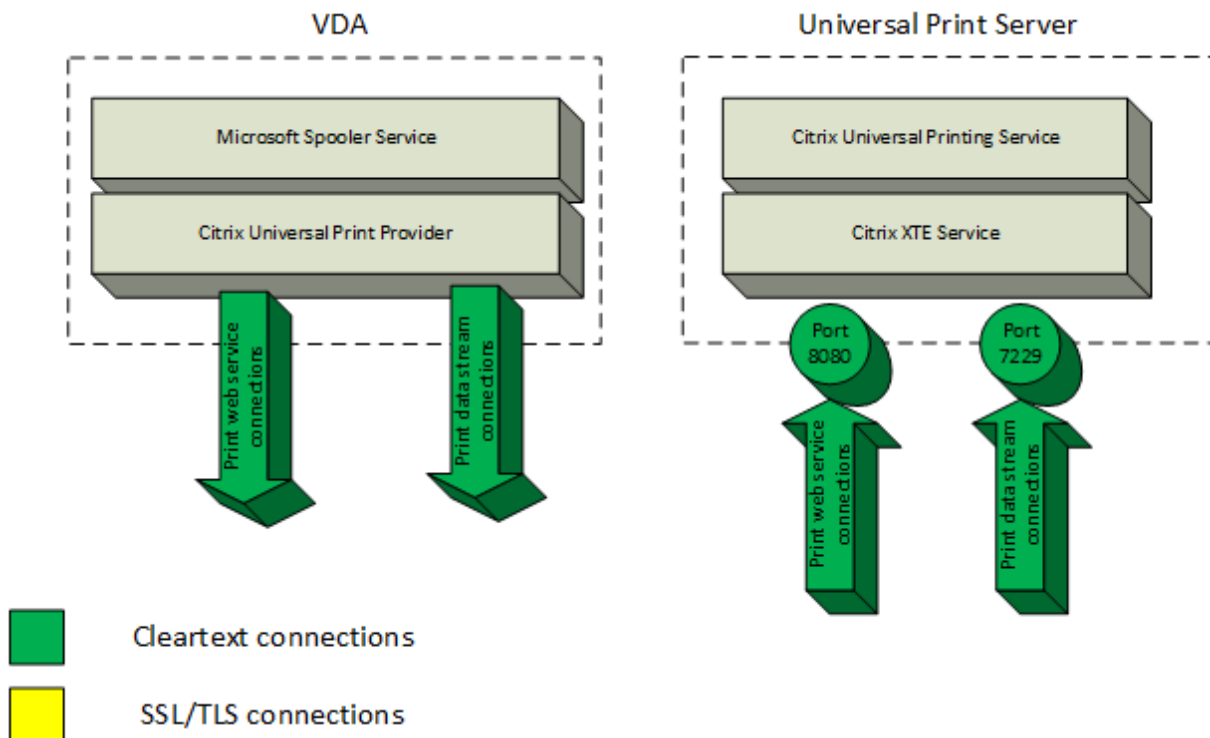 VDA
Universal Print Server
Microsoft Spooler Service
Citrix Universal Print Provider
Citrix Universal Printing Service
Citrix XTE Service
Print web service
connections
Print data stream
connections
Port
8080
Port
7229
Print web service
connections
Print data stream
connections
Cleartext connections
SSL/TLS connections